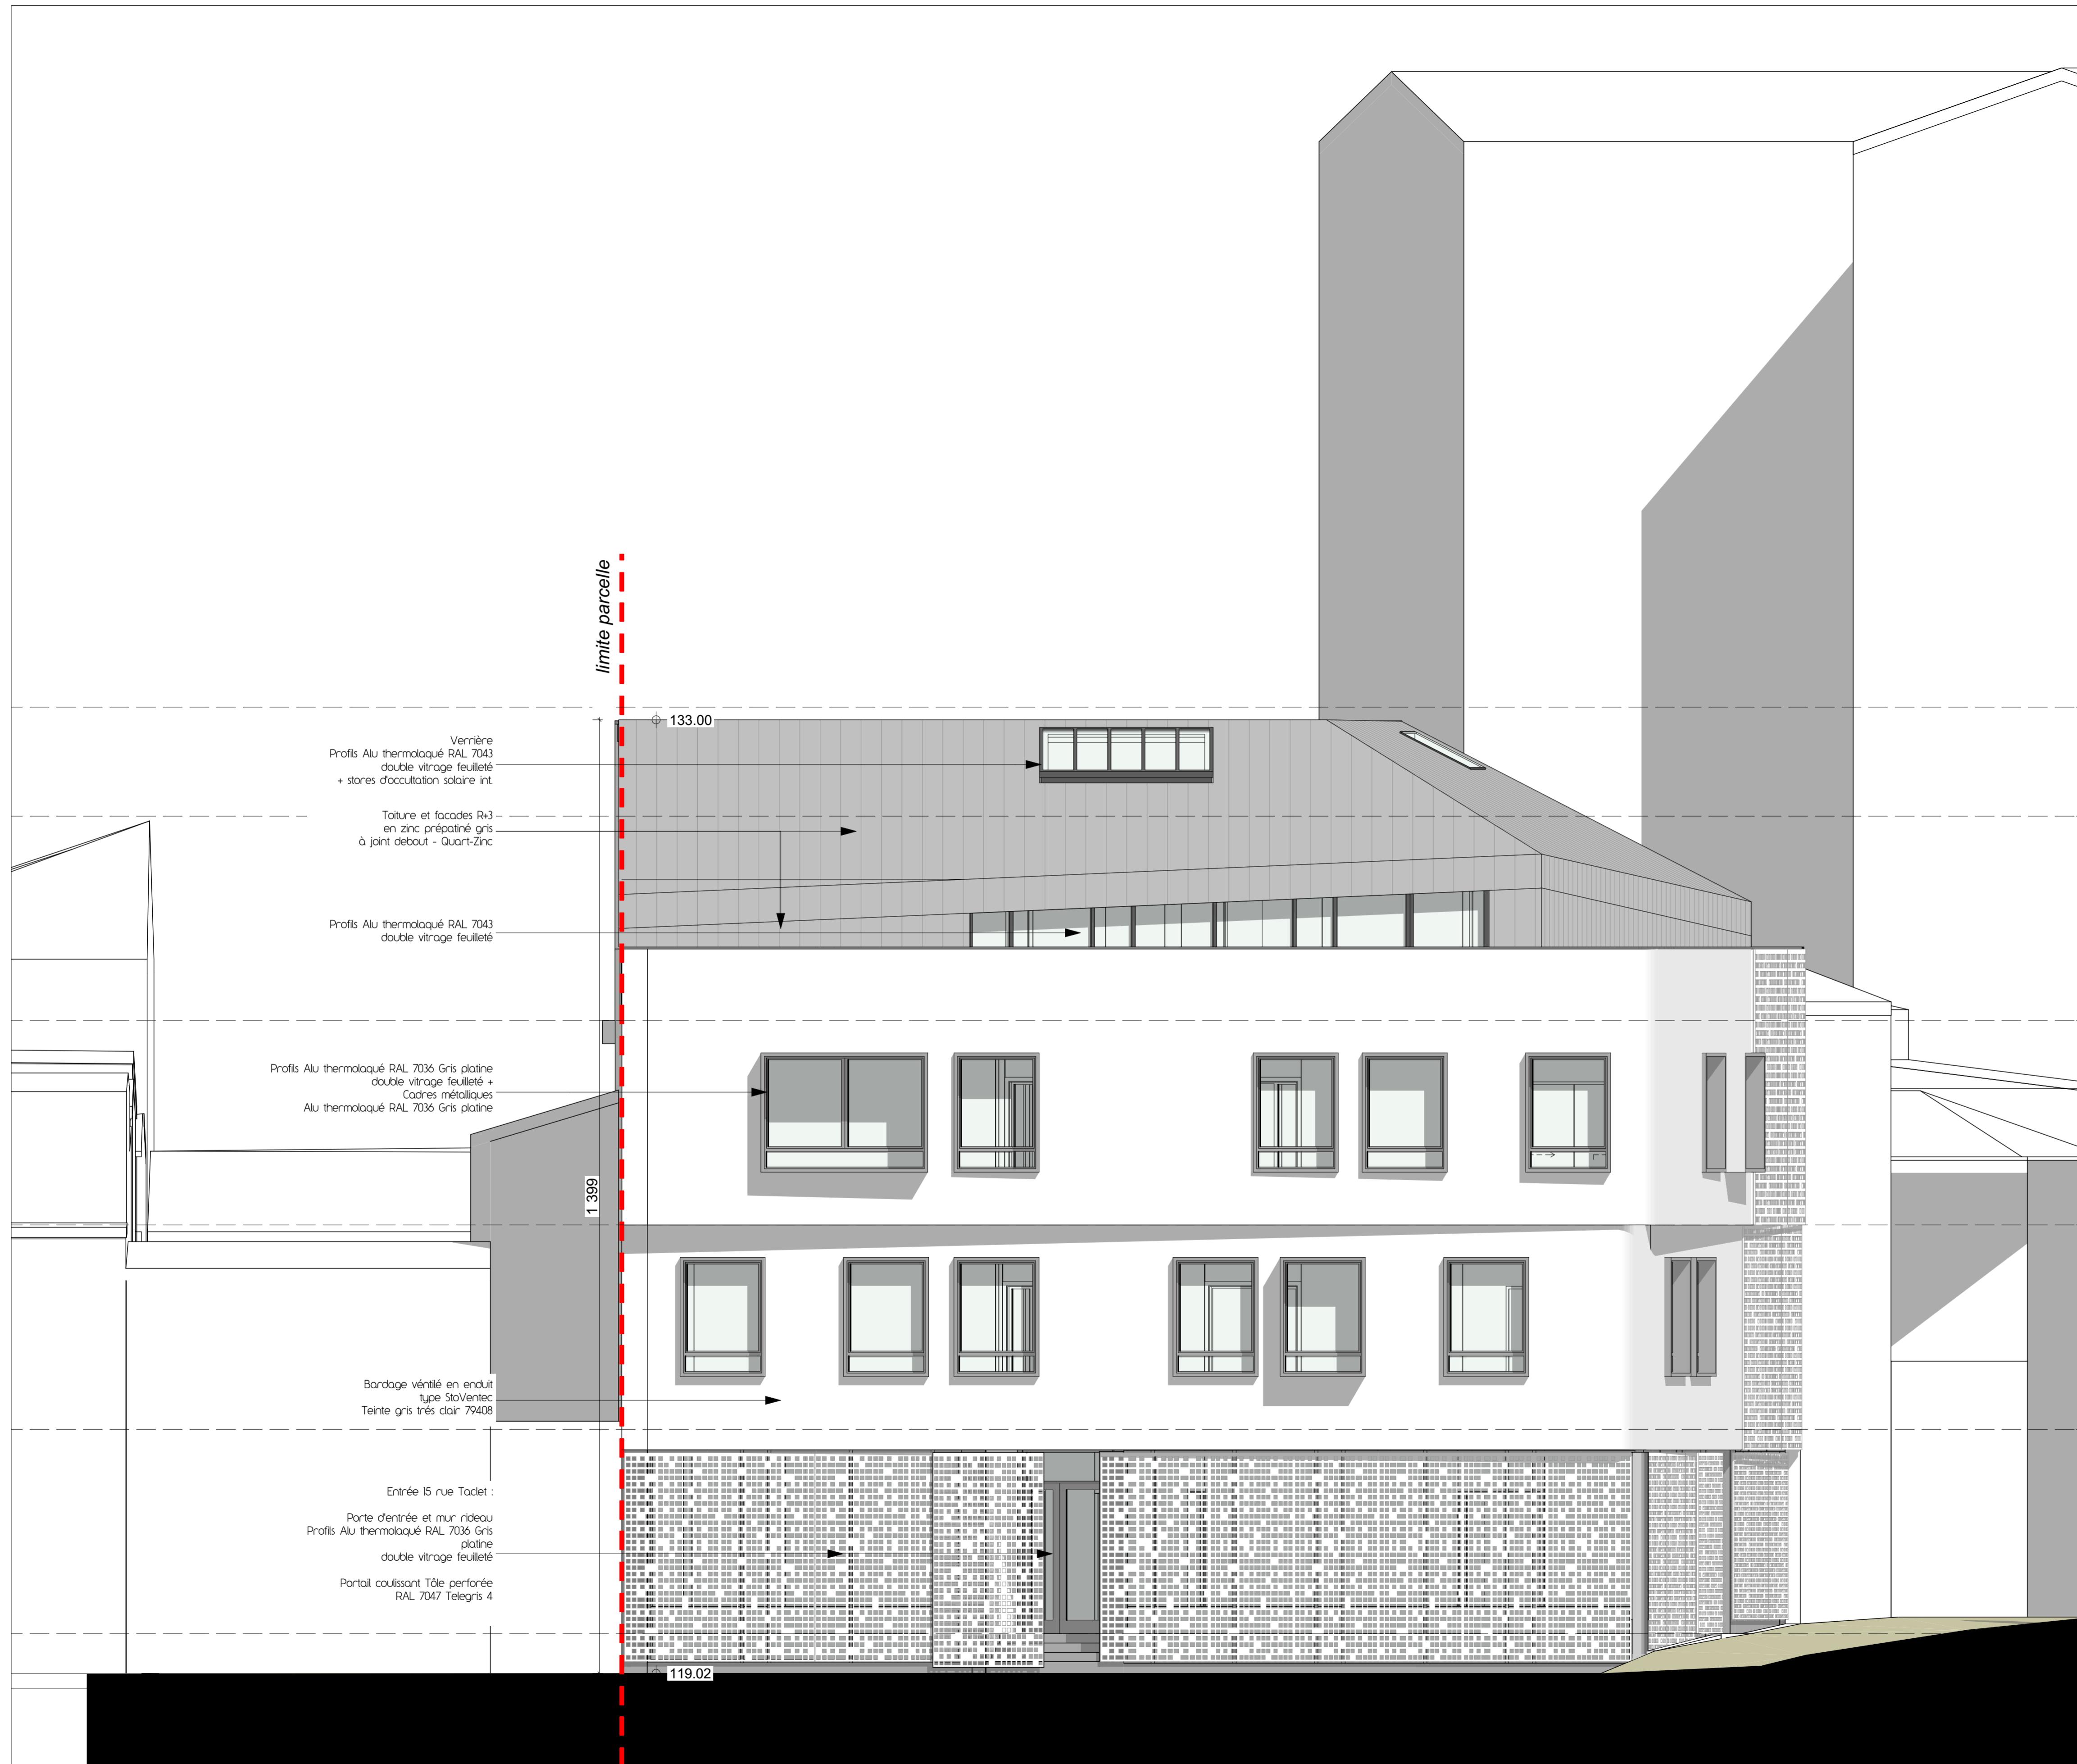 limite parcelle
133.00
Verrière
Profils Alu thermolaqué RAL 7043
double vitrage feuilleté
+ stores d'occultation solaire int.
Toiture et facades R+3
en zinc prépatiné gris
à joint debout - Quart-Zinc
Profils Alu thermolaqué RAL 7043
double vitrage feuilleté
Profils Alu thermolaqué RAL 7036 Gris platine
double vitrage feuilleté +
Cadres métalliques
Alu thermolaqué RAL 7036 Gris platine
1 399
Bardage véntilé en enduit
type StoVentec
Teinte gris trés clair 79408
Entrée 15 rue Taclet :
Porte d'entrée et mur rideau
Profils Alu thermolaqué RAL 7036 Gris
platine
double vitrage feuilleté
Portail coulissant Tôle perforée
RAL 7047 Telegris 4
119.02